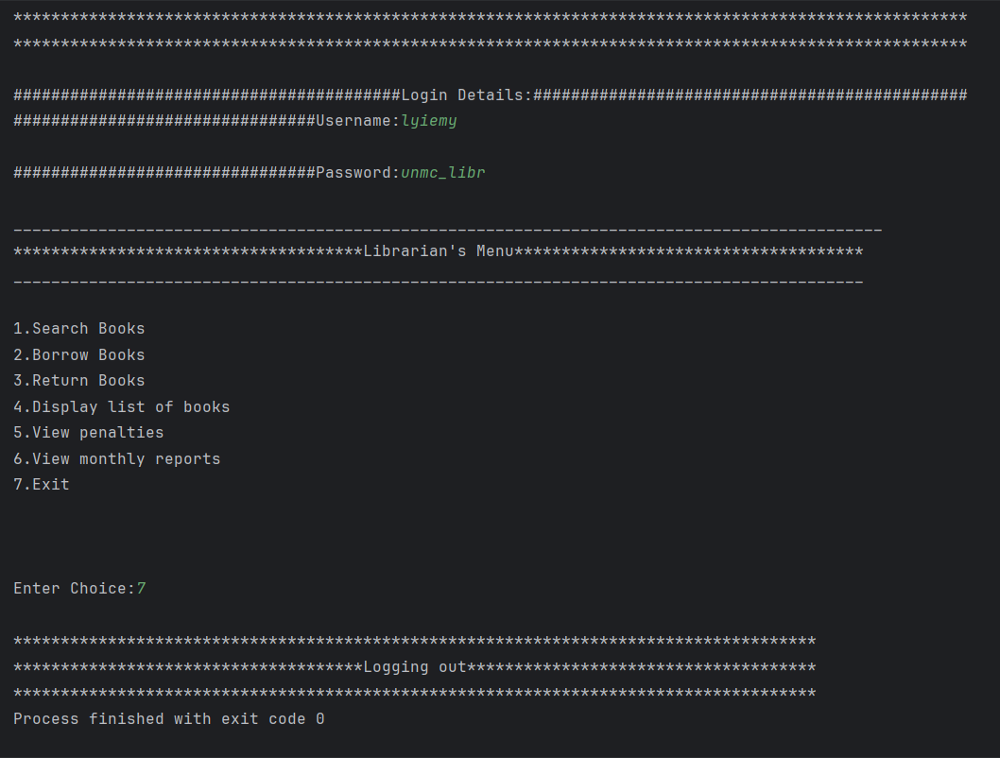 *****************************************************************************************************
*****************************************************************************************************
#########################################Login Details:##############################################
################################Username:lyiemy
################################Password:unmc_libr
____________________________________________________________________________________________
*************************************Librarian's Menu*************************************
__________________________________________________________________________________________
1.Search Books
2.Borrow Books
3.Return Books
4.Display list of books
5.View penalties
6.View monthly reports
7.Exit
Enter Choice:7
*************************************************************************************
*************************************Logging out*************************************
*************************************************************************************
Process finished with exit code 0